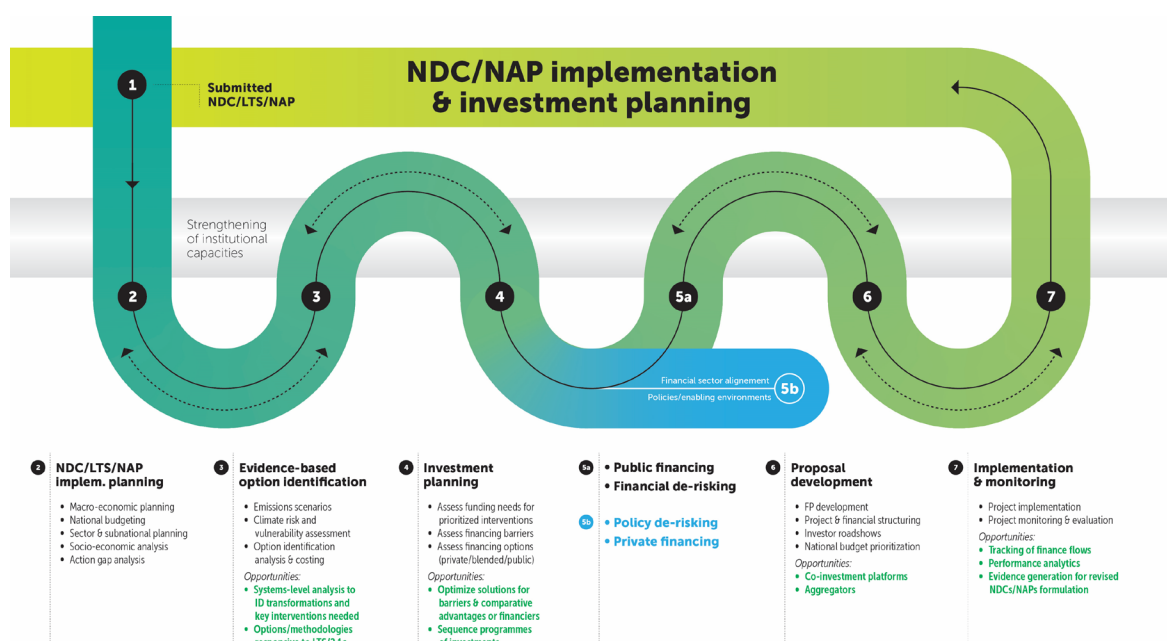 NDC/NAP implementation
& investment planning
1
Submitted
NDC/LTS/NAP
Strengthening
of institutional
capacities
2
3
4
5a
6
7
Financial sector alignement
Policies/enabling environments
5b
2
NDC/LTS/NAP
implem. planning
• Macro-economic planning
• National budgeting
• Sector & subnational planning
• Socio-economic analysis
• Action gap analysis
3
Evidence-based
option identification
• Emissions scenarios
• Climate risk and
vulnerability assessment
• Option identification
analysis & costing
Opportunities:
• Systems-level analysis to
ID transformations and
key interventions needed
• Options/methodologies
4
Investment
planning
• Assess funding needs for
prioritized interventions
• Assess financing barriers
• Assess financing options
(private/blended/public)
Opportunities:
• Optimize solutions for
barriers & comparative
advantages or financiers
• Sequence programmes
of investments
5a
• Public financing
• Financial de-risking
5b
• Policy de-risking
• Private financing
6
Proposal
development
• FP development
• Project & financial structuring
• Investor roadshows
• National budget prioritization
Opportunities:
• Co-investment platforms
• Aggregators
7
Implementation
& monitoring
• Project implementation
• Project monitoring & evaluation
Opportunities:
• Tracking of finance flows
• Performance analytics
• Evidence generation for revised
NDCs/NAPs formulation